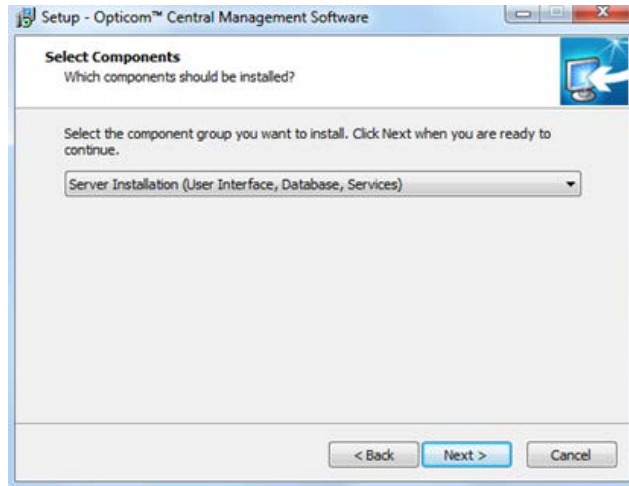 Setup - Opticom™ Central Management Software
Select Components
Which components should be installed?
Select the component group you want to install. Click Next when you are ready to
continue.
Server Installation (User Interface, Database, Services)
< Back Next > Cancel